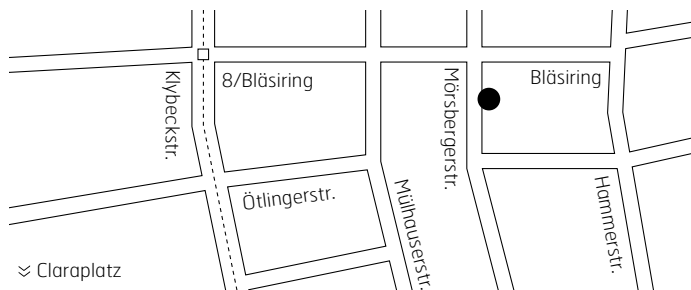 8/Bläsiring
Bläsiring
Klybeckstr.
Mörsbergerstr.
Ötlingerstr.
Mülhauserstr.
Hammerstr.
Claraplatz